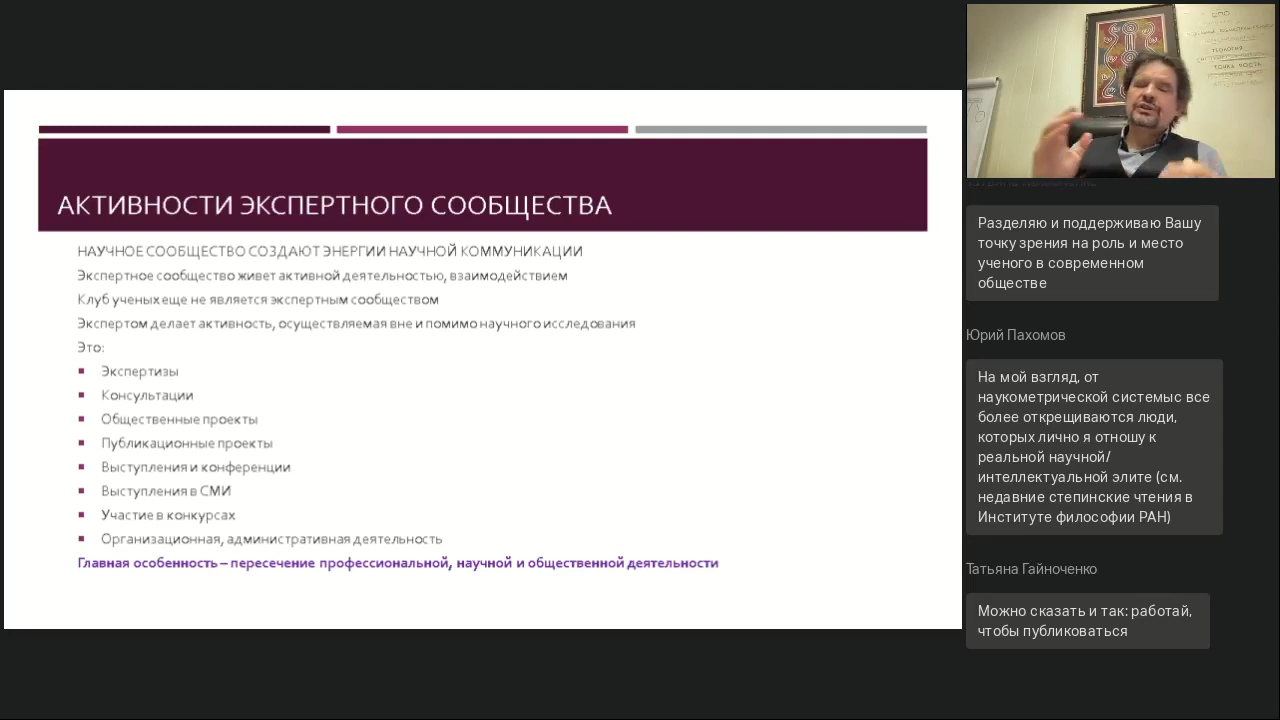 АКТИВНОСТИ ЭКСПЕРТНОГО СООБЩЕСТВА
НАУЧНОЕ СООБЩЕСТВО СОЗДАЮТ ЭНЕРГИИ НАУЧНОЙ КОММУНИКАЦИИ
Экспертное сообщество живет активной деятельностью, взаимодействием
Клуб ученых еще не является экспертным сообществом
Экспертом делает активность, осуществляемая вне и помимо научного исследования
Это:
Экспертизы
Консультации
Общественные проекты
Публикационные проекты
Выступления и конференции
Выступления в СМИ
Участие в конкурсах
Организационная, административная деятельность
Главная особенность – пересечение профессиональной, научной и общественной деятельности
ТЕОЛОГИЯ
ТОЧКА РОСТА
Разделяю и поддерживаю Вашу
точку зрения на роль и место
ученого в современном
обществе
Юрий Пахомов
На мой взгляд, от
наукометрической системыс все
более открещиваются люди,
которых лично я отношу к
реальной научной/
интеллектуальной элите (см.
недавние степинские чтения в
Институте философии РАН)
Татьяна Гайноченко
Можно сказать и так: работай,
чтобы публиковаться